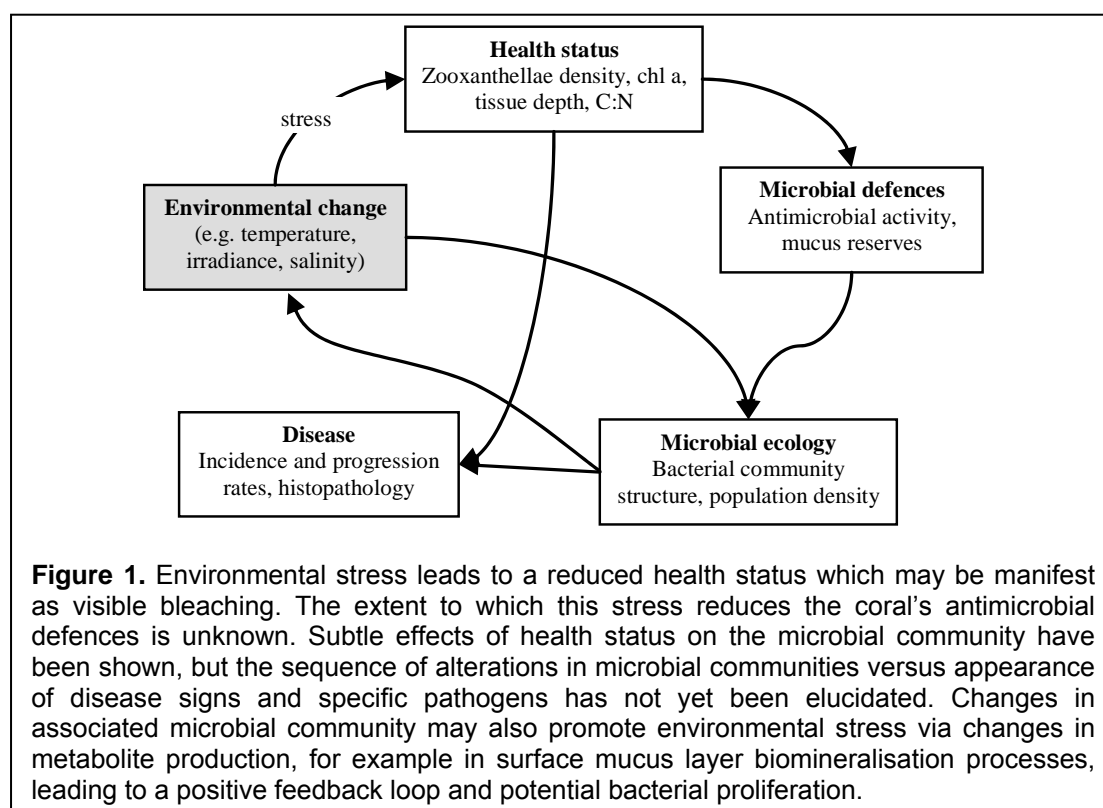 Health status
Zooxanthellae density, chl a,
tissue depth, C:N
stress
Environmental change
(e.g. temperature,
irradiance, salinity)
Microbial defences
Antimicrobial activity,
mucus reserves
Disease
Incidence and progression
rates, histopathology
Microbial ecology
Bacterial community
structure, population density
Figure 1. Environmental stress leads to a reduced health status which may be manifest
as visible bleaching. The extent to which this stress reduces the coral's antimicrobial
defences is unknown. Subtle effects of health status on the microbial community have
been shown, but the sequence of alterations in microbial communities versus appearance
of disease signs and specific pathogens has not yet been elucidated. Changes in
associated microbial community may also promote environmental stress via changes in
metabolite production, for example in surface mucus layer biomineralisation processes,
leading to a positive feedback loop and potential bacterial proliferation.